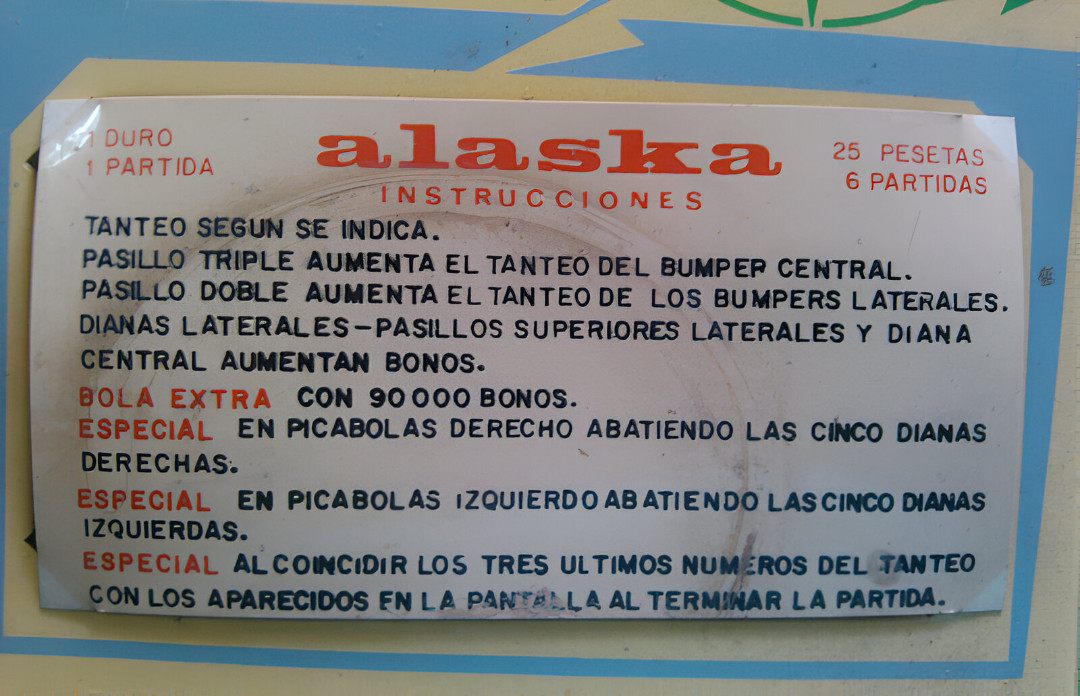 1 DURO
1 PARTIDA
alaska
25 PESETAS
6 PARTIDAS
INSTRUCCIONES
TANTEO SEGUN SE INDICA.
PASILLO TRIPLE AUMENTA EL TANTEO DEL BUMPER CENTRAL.
PASILLO DOBLE AUMENTA EL TANTEO DE LOS BUMPERS LATERALES.
DIANAS LATERALES-PASILLOS SUPERIORES LATERALES Y DIANA
CENTRAL AUMENTAN BONOS.
BOLA EXTRA CON 90000 BONOS.
ESPECIAL EN PICABOLAS DERECHO ABATIENDO LAS CINCO DIANAS
DERECHAS.
ESPECIAL EN PICABOLAS IZQUIERDO ABATIENDO LAS CINCO DIANAS
IZQUIERDAS.
ESPECIAL AL COINCIDIR LOS TRES ULTIMOS NUMEROS DEL TANTEO
CON LOS APARECIDOS EN LA PANTALLA AL TERMINAR LA PARTIDA.